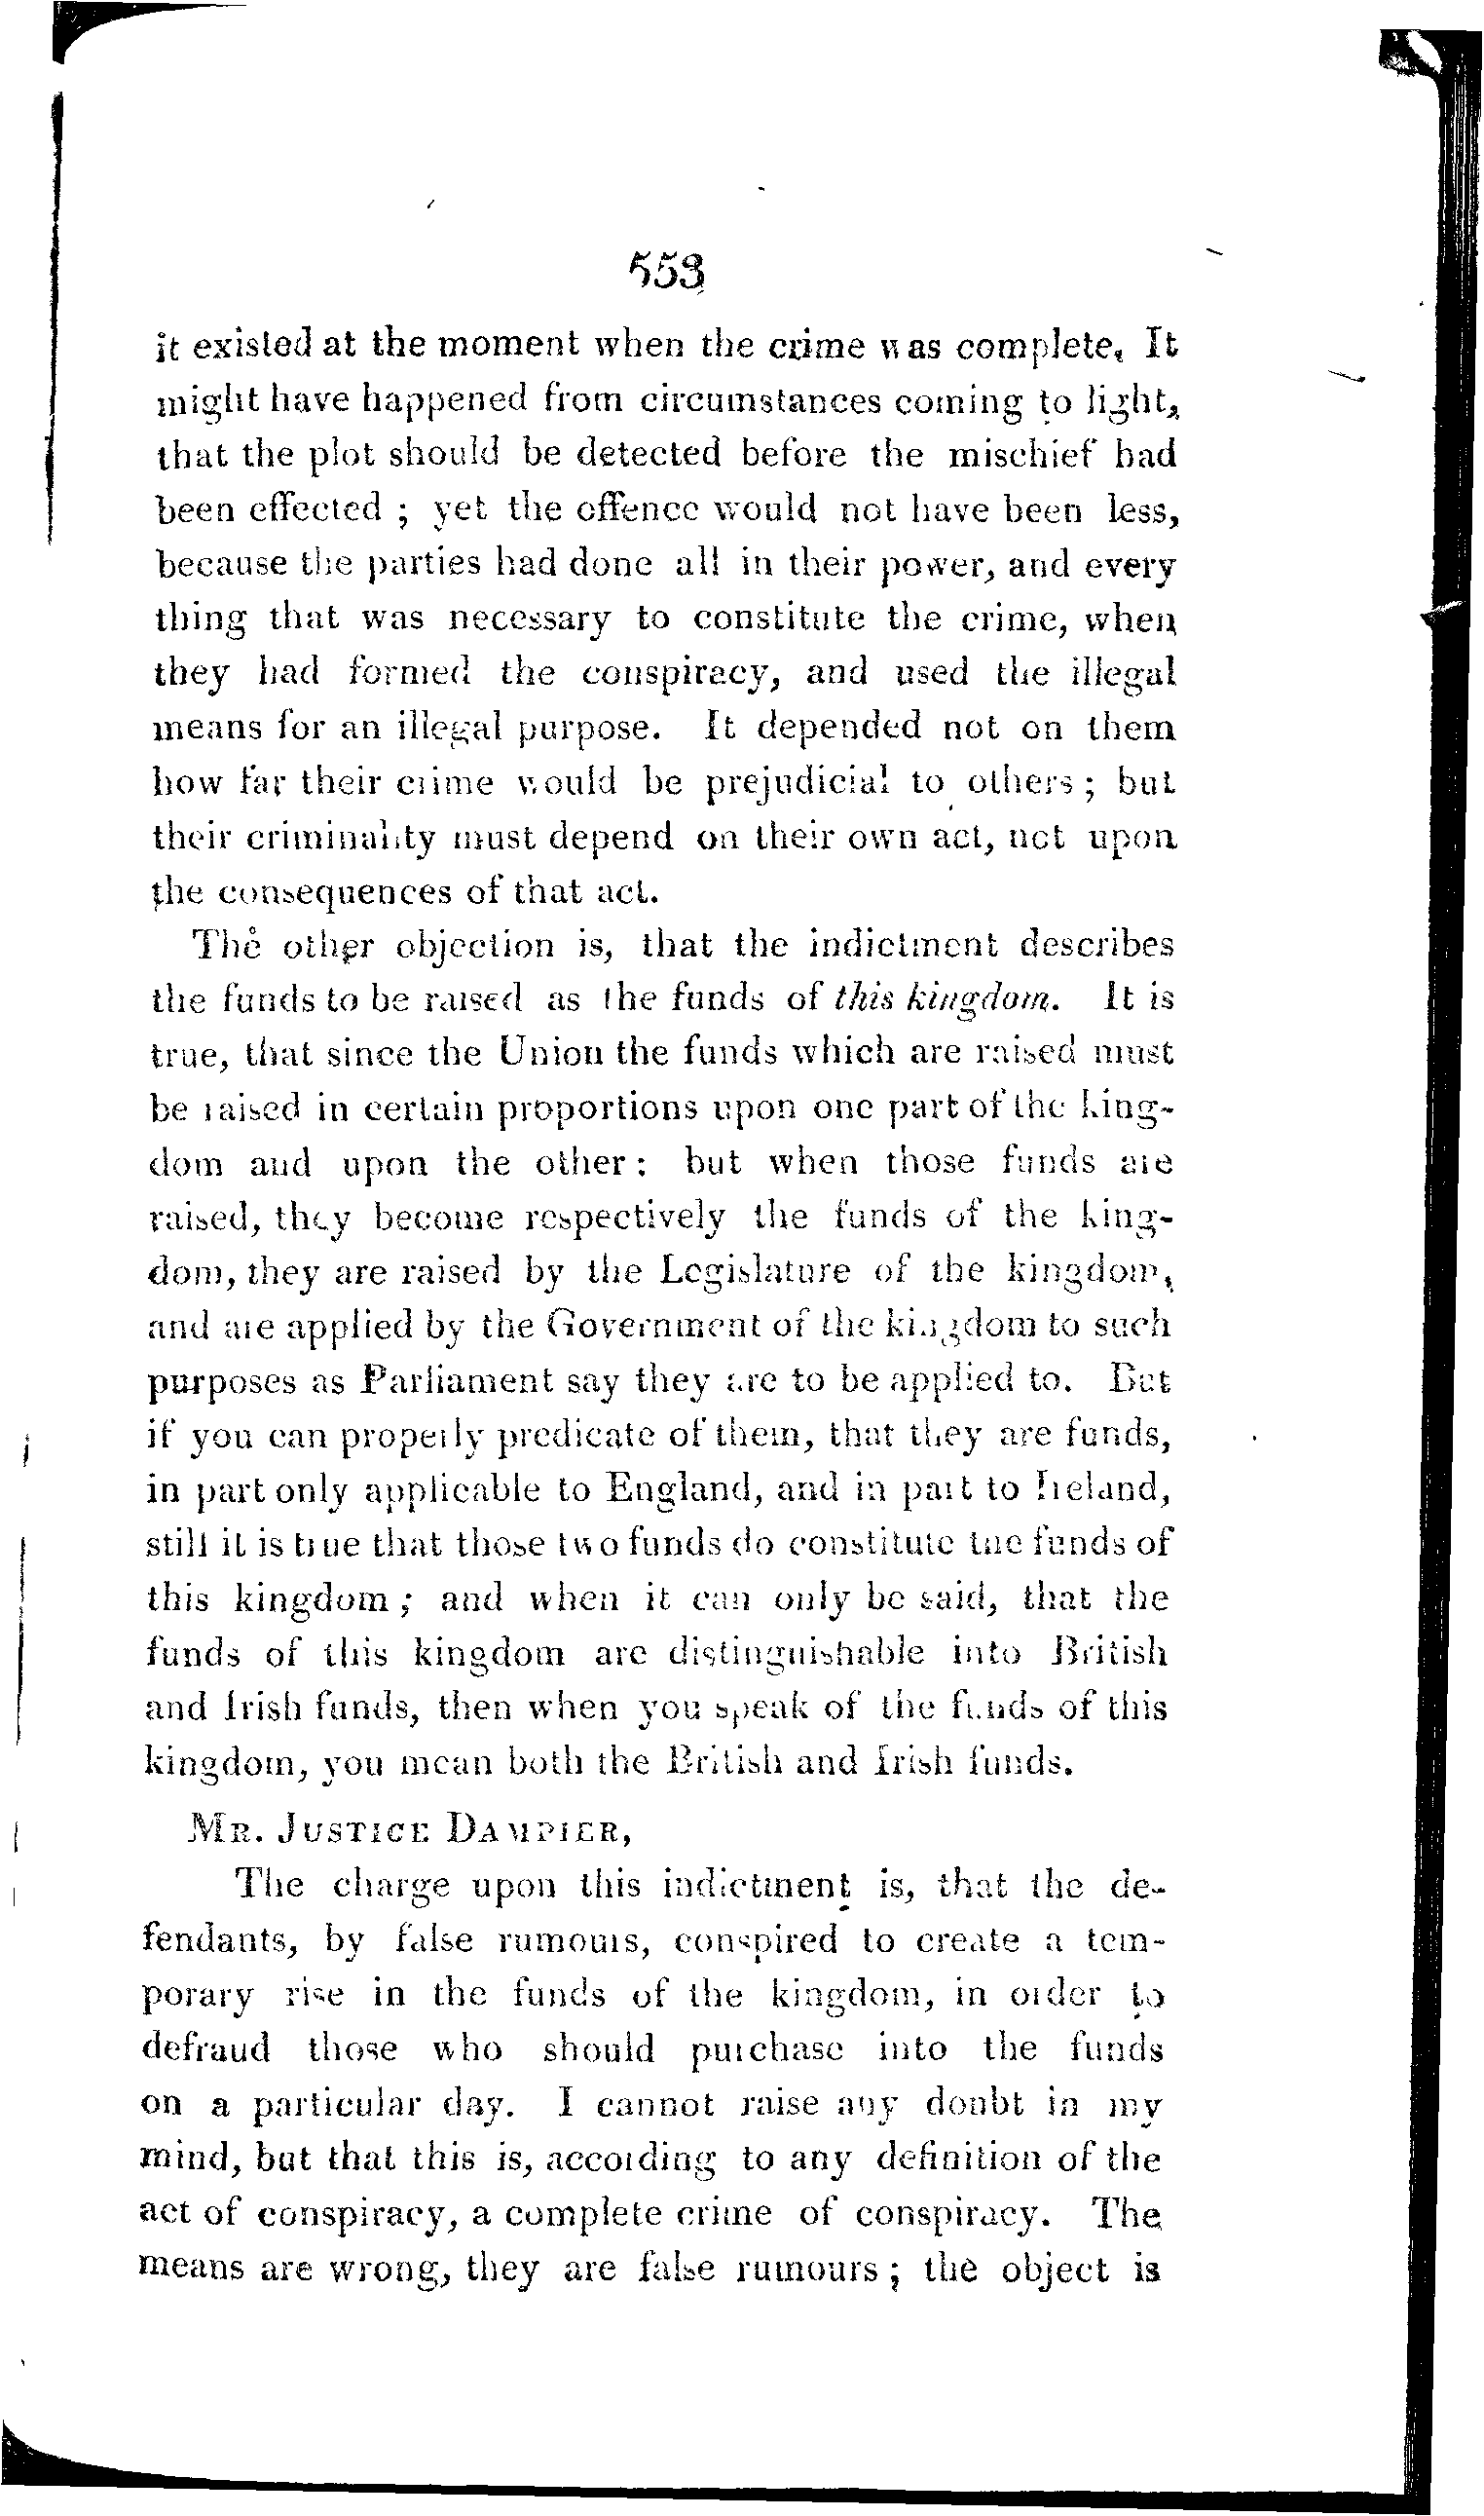 553
it existed at the moment when the crime was complete. It
might have happened from circumstances coming to light,
that the plot should be detected before the mischief had
been effected ; yet the offence would not have been less,
because the parties had done all in their power, and every
thing that was necessary to constitute the crime, when
they had formed the conspiracy, and used the illegal
means for an illegal purpose. It depended not on them
how far their crime would be prejudicial to others ; but
their criminality must depend on their own act, not upon
the consequences of that act.
The other objection is, that the indictment describes
the funds to be raised as the funds of this kingdom. It is
true, that since the Union the funds which are raised must
be raised in certain proportions upon one part of the king-
dom and upon the other : but when those funds are
raised, they become respectively the funds of the king-
dom, they are raised by the Legislature of the kingdom,
and are applied by the Government of the kingdom to such
purposes as Parliament say they are to be applied to. But
if you can properly predicate of them, that they are funds,
in part only applicable to England, and in part to Ireland,
still it is true that those two funds do constitute the funds of
this kingdom ; and when it can only be said, that the
funds of this kingdom are distinguishable into British
and Irish funds, then when you speak of the funds of this
kingdom, you mean both the British and Irish funds.
MR. JUSTICE DAMPIER,
The charge upon this indictment is, that the de-
fendants, by false rumours, conspired to create a tem-
porary rise in the funds of the kingdom, in order to
defraud those who should purchase into the funds
on a particular day. I cannot raise any doubt in my
mind, but that this is, according to any definition of the
act of conspiracy, a complete crime of conspiracy. The
means are wrong, they are false rumours ; the object is